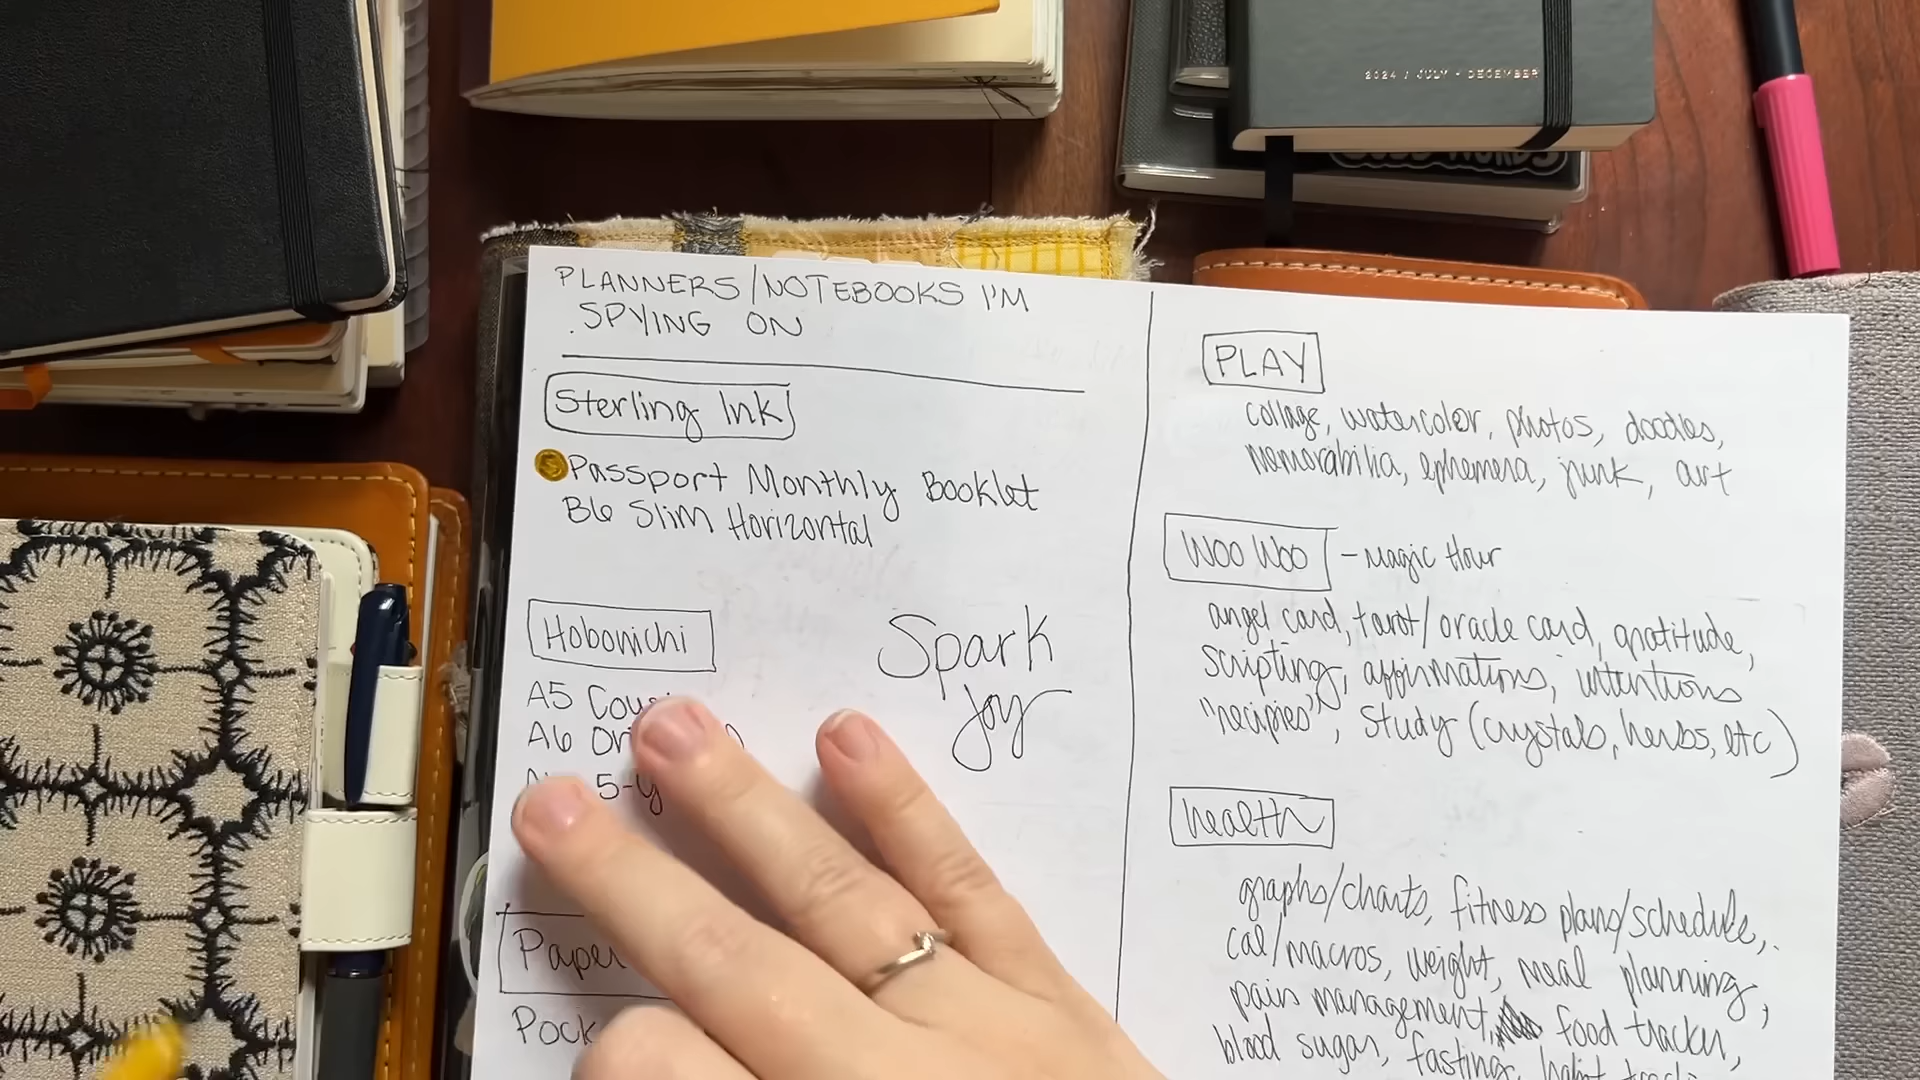 2024 / JULY - DECEMBER
PLANNERS/NOTEBOOKS I'M
SPYING ON
Sterling Ink
Passport Monthly Booklet
B6 Slim Horizontal
Hobonichi
A5
A6
5-Y
Spark
Joy
Paper
Pock
PLAY
collage, watercolor, photos, doodles,
memorabilia, ephemera, junk, art
Woo Woo - Magic Hour
angel card, tarot/oracle card, gratitude,
scripting, affirmations, intentions
"recipies", study (crystals, herbs, etc)
health
graphs/charts, fitness plans/schedule,
cal/macros, weight, meal planning,
pain management, food tracker,
blood sugar, fasting, habit